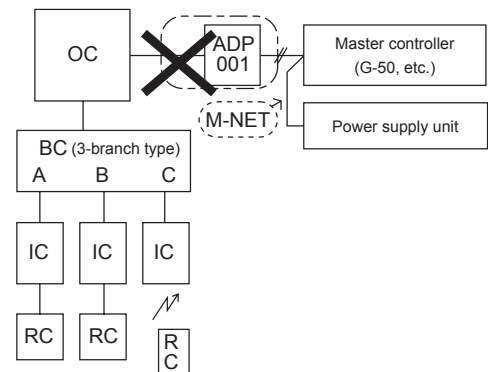 OC
ADP
001
Master controller
(G-50, etc.)
M-NET
Power supply unit
BC (3-branch type)
A B C
IC IC IC
RC RC
R
C